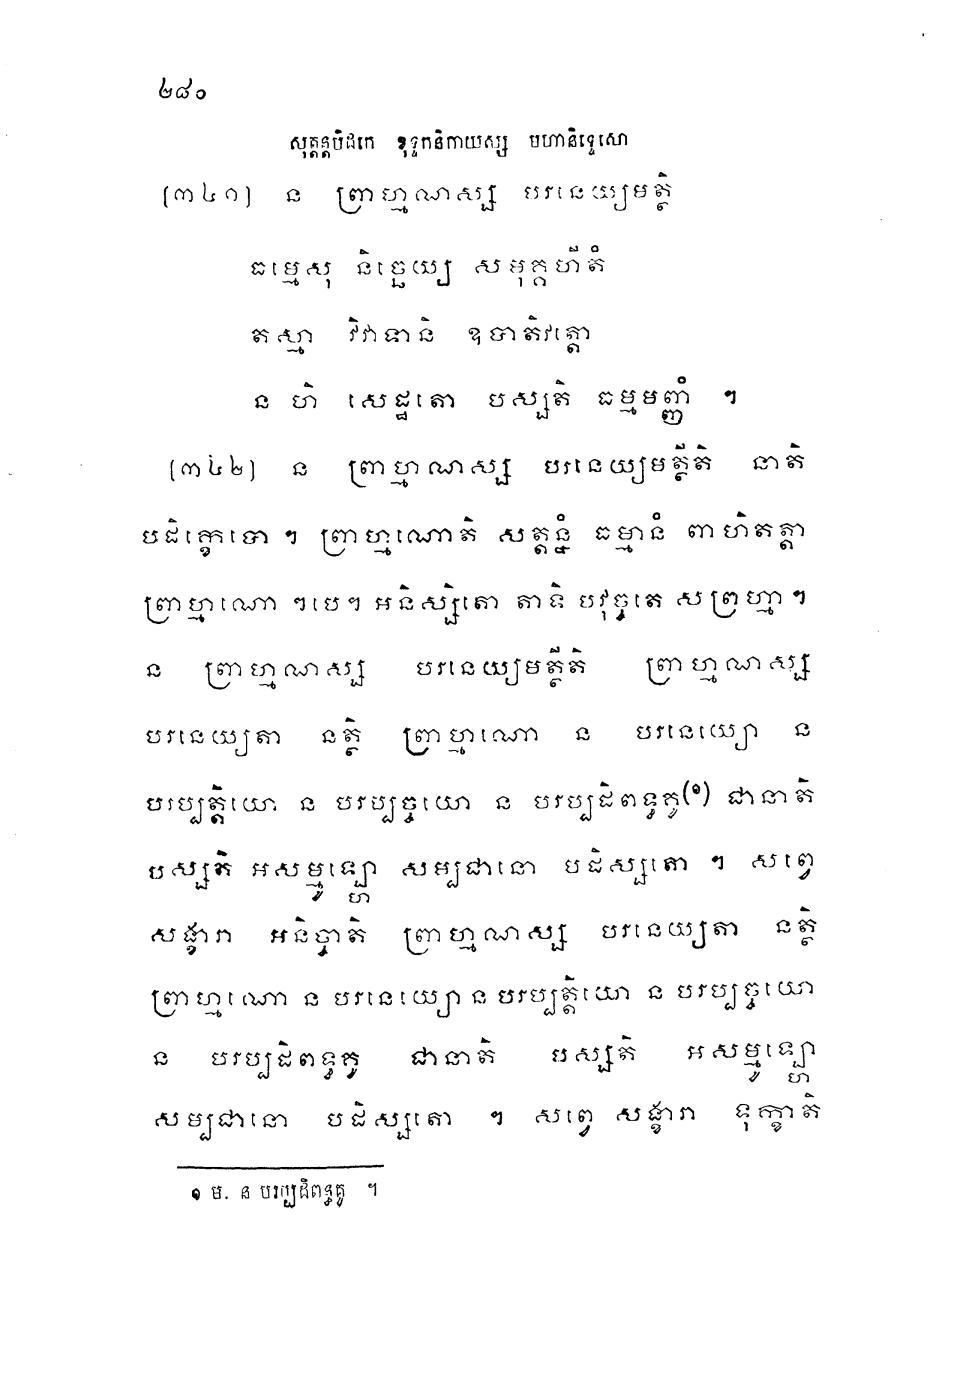 ២៨០
សុត្តន្តបិដកេ ខុទ្ទកនិកាយស្ស មហានិទ្ទេសោ
[៣៤១] ន ព្រាហ្មណស្ស បរនេយ្យមត្ថិ
ធម្មេសុ និច្ឆេយ្យ សមុគ្គហីតំ
តស្មា វិវាទានិ ឧបាតិវត្តោ
ន ហិ សេដ្ឋតោ បស្សតិ ធម្មមញ្ញំ ។
[៣៤២] ន ព្រាហ្មណស្ស បរនេយ្យមត្ថីតិ នាតិ
បដិក្ខេបោ ។ ព្រាហ្មណោតិ សត្តន្នំ ធម្មានំ ពាហិតត្តា
ព្រាហ្មណោ ។បេ។ អនិស្សិតោ តាទិ បវុច្ចតេ សព្រហ្មា ។
ន ព្រាហ្មណស្ស បរនេយ្យមត្ថីតិ ព្រាហ្មណស្ស
បរនេយ្យតា នត្ថិ ព្រាហ្មណោ ន បរនេយ្យោ ន
បរប្បត្តិយោ ន បរប្បច្ចយោ ន បរប្បដិពទ្ធគូ(១) ជានាតិ
បស្សតិ អសម្មូឡ្ហោ សម្បជានោ បដិស្សតោ ។ សព្វេ
សង្ខារា អនិច្ចាតិ ព្រាហ្មណស្ស បរនេយ្យតា នត្ថិ
ព្រាហ្មណោ ន បរនេយ្យោ ន បរប្បត្តិយោ ន បរប្បច្ចយោ
ន បរប្បដិពទ្ធគូ ជានាតិ បស្សតិ អសម្មូឡ្ហោ
សម្បជានោ បដិស្សតោ ។ សព្វេ សង្ខារា ទុក្ខាតិ
១ ម. ន បរប្បដិពន្ធគូ ។